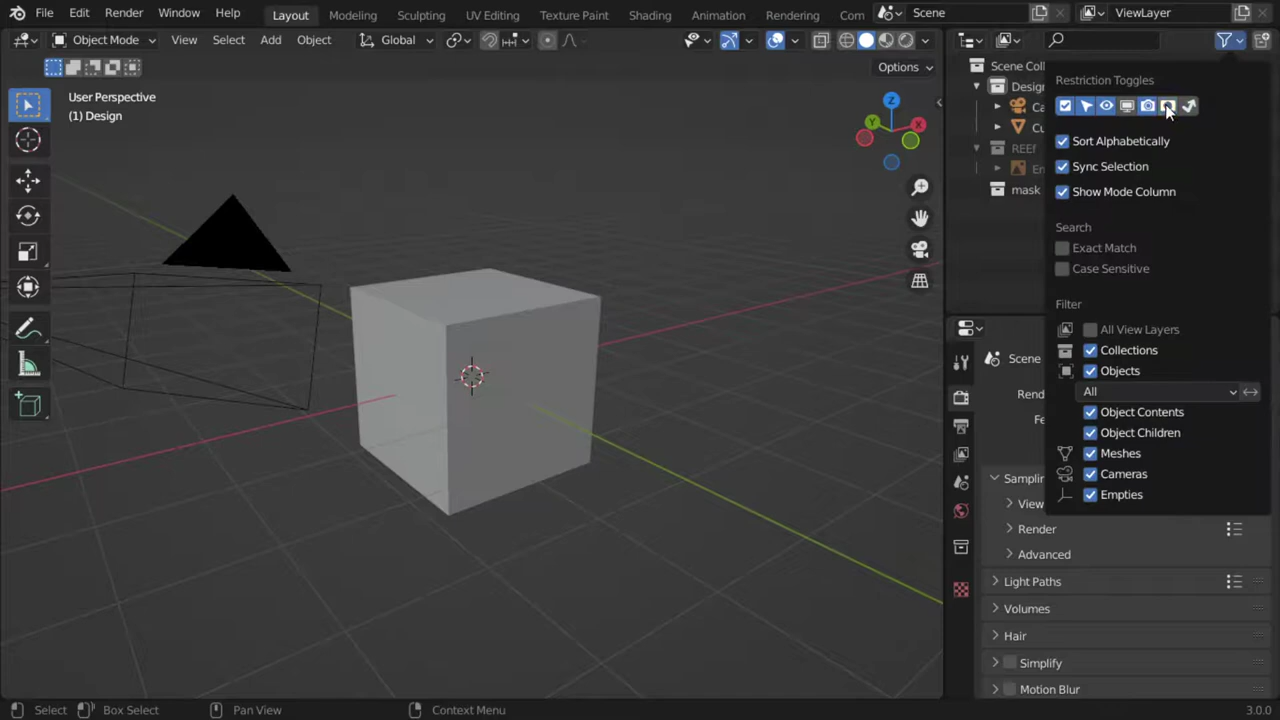 File Edit Render Window Help Layout Modeling Sculpting UV Editing Texture Paint Shading Animation Rendering Com Scene ViewLayer
Object Mode View Select Add Object Global
Options
User Perspective
(1) Design
Z
Y
X
Scene Coll
Design
Ca
Cu
REEf
En
mask
Restriction Toggles
Sort Alphabetically
Sync Selection
Show Mode Column
Search
Exact Match
Case Sensitive
Filter
All View Layers
Collections
Objects
All
Object Contents
Object Children
Meshes
Cameras
Empties
Scene
Rend
Fe
Samplin
View
Render
Advanced
Light Paths
Volumes
Hair
Simplify
Motion Blur
Select Box Select Pan View Context Menu 3.0.0